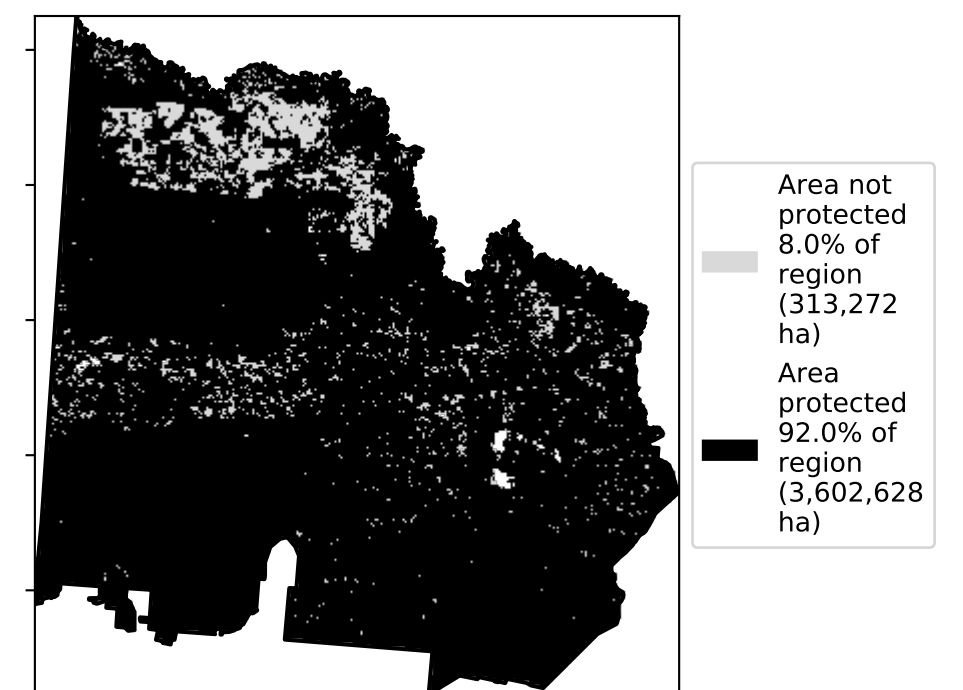 Area not
protected
8.0% of
region
(313,272
ha)
Area
protected
92.0% of
region
(3,602,628
ha)